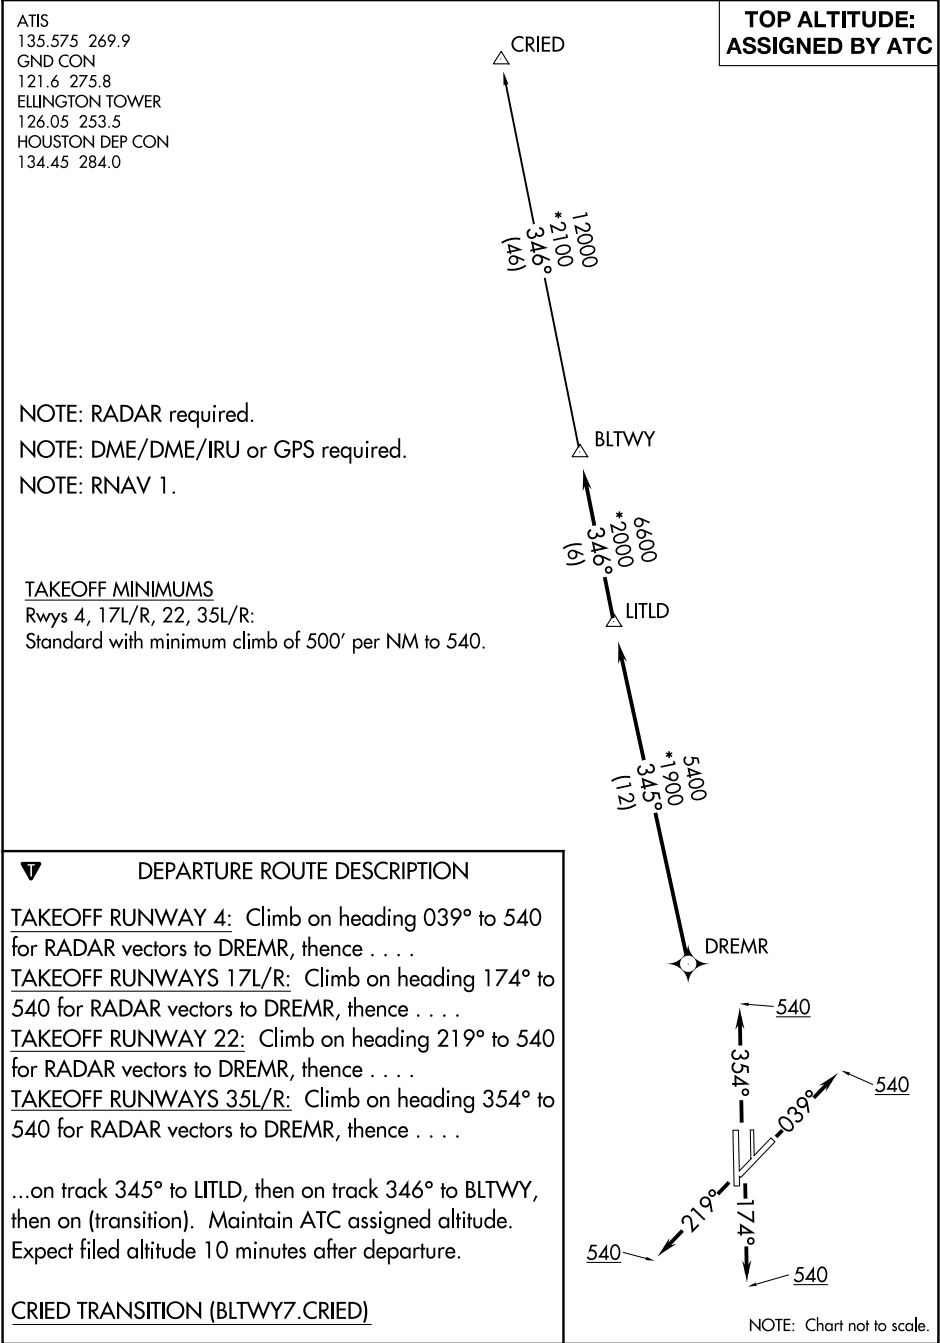 ATIS
135.575 269.9
GND CON
121.6 275.8
ELLINGTON TOWER
126.05 253.5
HOUSTON DEP CON
134.45 284.0
TOP ALTITUDE:
ASSIGNED BY ATC
CRIED
12000
*2100
346°
(46)
NOTE: RADAR required.
NOTE: DME/DME/IRU or GPS required.
NOTE: RNAV 1.
BLTWY
6600
*2000
346°
(6)
TAKEOFF MINIMUMS
Rwys 4, 17L/R, 22, 35L/R:
Standard with minimum climb of 500' per NM to 540.
LITLD
5400
*1900
345°
(12)
DREMR
T
DEPARTURE ROUTE DESCRIPTION
TAKEOFF RUNWAY 4: Climb on heading 039° to 540
for RADAR vectors to DREMR, thence . . . .
TAKEOFF RUNWAYS 17L/R: Climb on heading 174° to
540 for RADAR vectors to DREMR, thence . . . .
TAKEOFF RUNWAY 22: Climb on heading 219° to 540
for RADAR vectors to DREMR, thence . . . .
TAKEOFF RUNWAYS 35L/R: Climb on heading 354° to
540 for RADAR vectors to DREMR, thence . . . .
...on track 345° to LITLD, then on track 346° to BLTWY,
then on (transition). Maintain ATC assigned altitude.
Expect filed altitude 10 minutes after departure.
CRIED TRANSITION (BLTWY7.CRIED)
540
354°
039°
540
219°
174°
540
540
NOTE: Chart not to scale.